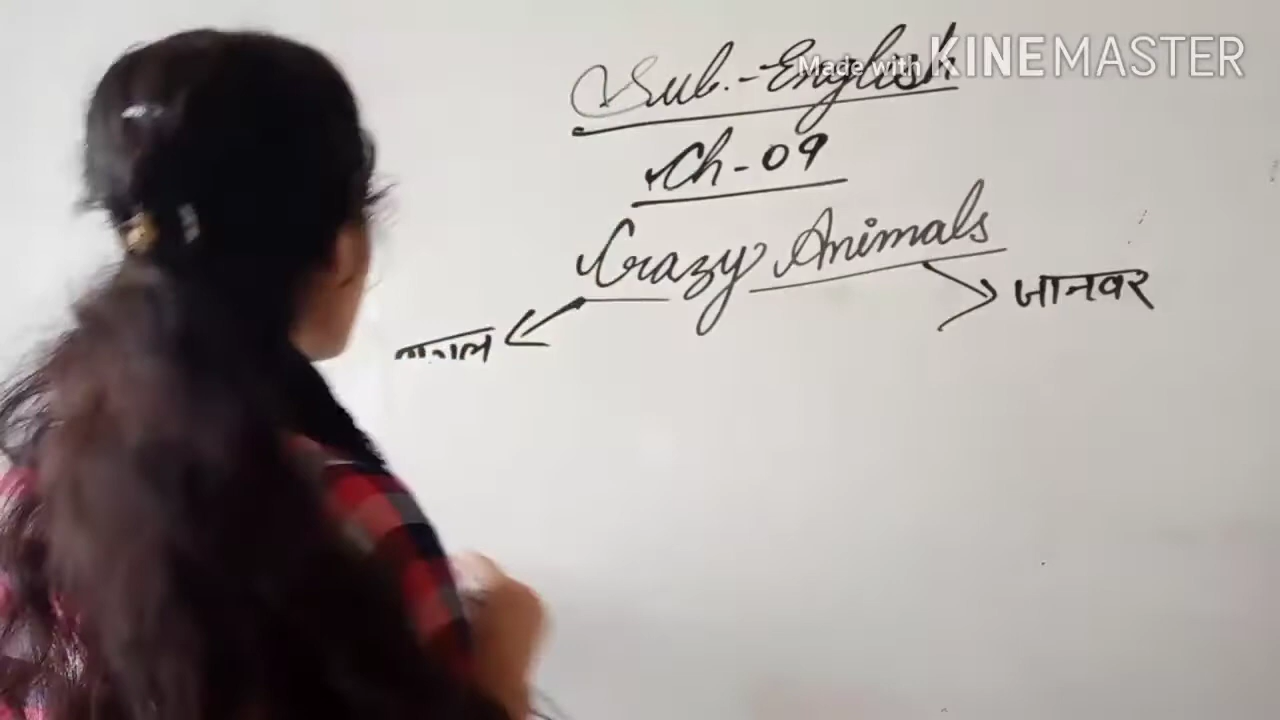 Made with KINEMASTER
Sub.-English
Ch-09
Crazy Animals
जानवर